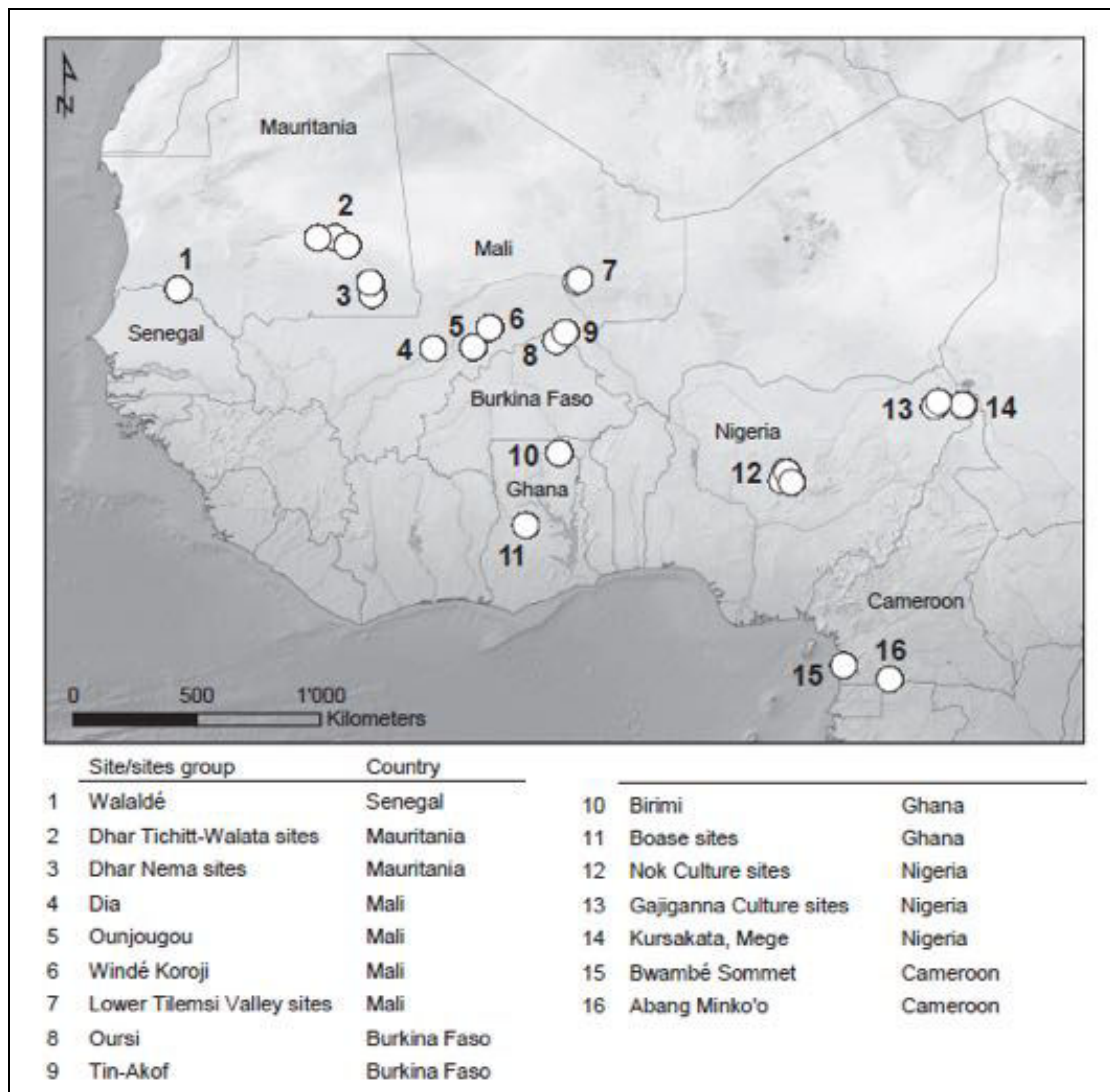 N
Mauritania
2
Mali
1
7
3
Senegal
6
5
9
4
8
Burkina Faso
13
14
Nigeria
10
12
Ghana
11
Cameroon
16
15
0 500 1'000
Kilometers
Site/sites group Country
1 Walaldé Senegal
2 Dhar Tichitt-Walata sites Mauritania
3 Dhar Nema sites Mauritania
4 Dia Mali
5 Ounjougou Mali
6 Windé Koroji Mali
7 Lower Tilemsi Valley sites Mali
8 Oursi Burkina Faso
9 Tin-Akof Burkina Faso
10 Birimi Ghana
11 Boase sites Ghana
12 Nok Culture sites Nigeria
13 Gajiganna Culture sites Nigeria
14 Kursakata, Mege Nigeria
15 Bwambé Sommet Cameroon
16 Abang Minko'o Cameroon